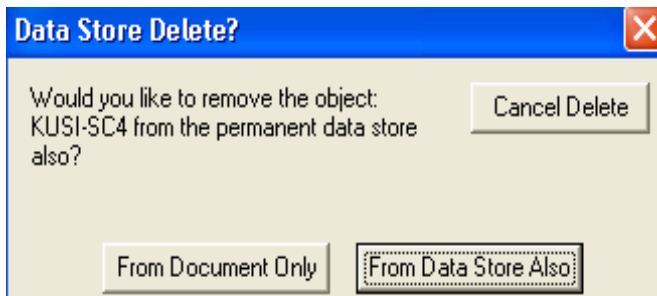 Data Store Delete?
Would you like to remove the object:
KUSI-SC4 from the permanent data store
also?
Cancel Delete
From Document Only
From Data Store Also